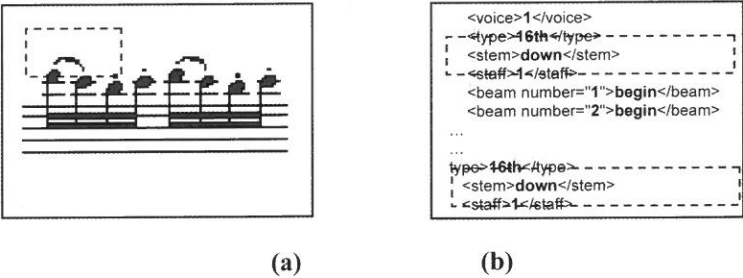 <voice>1</voice>
<type>16th</type>
<stem>down</stem>
<staff>1</staff>
<beam number="1">begin</beam>
<beam number="2">begin</beam>
...
...
type>16th</type>
<stem>down</stem>
<staff>1</staff>
(a) (b)